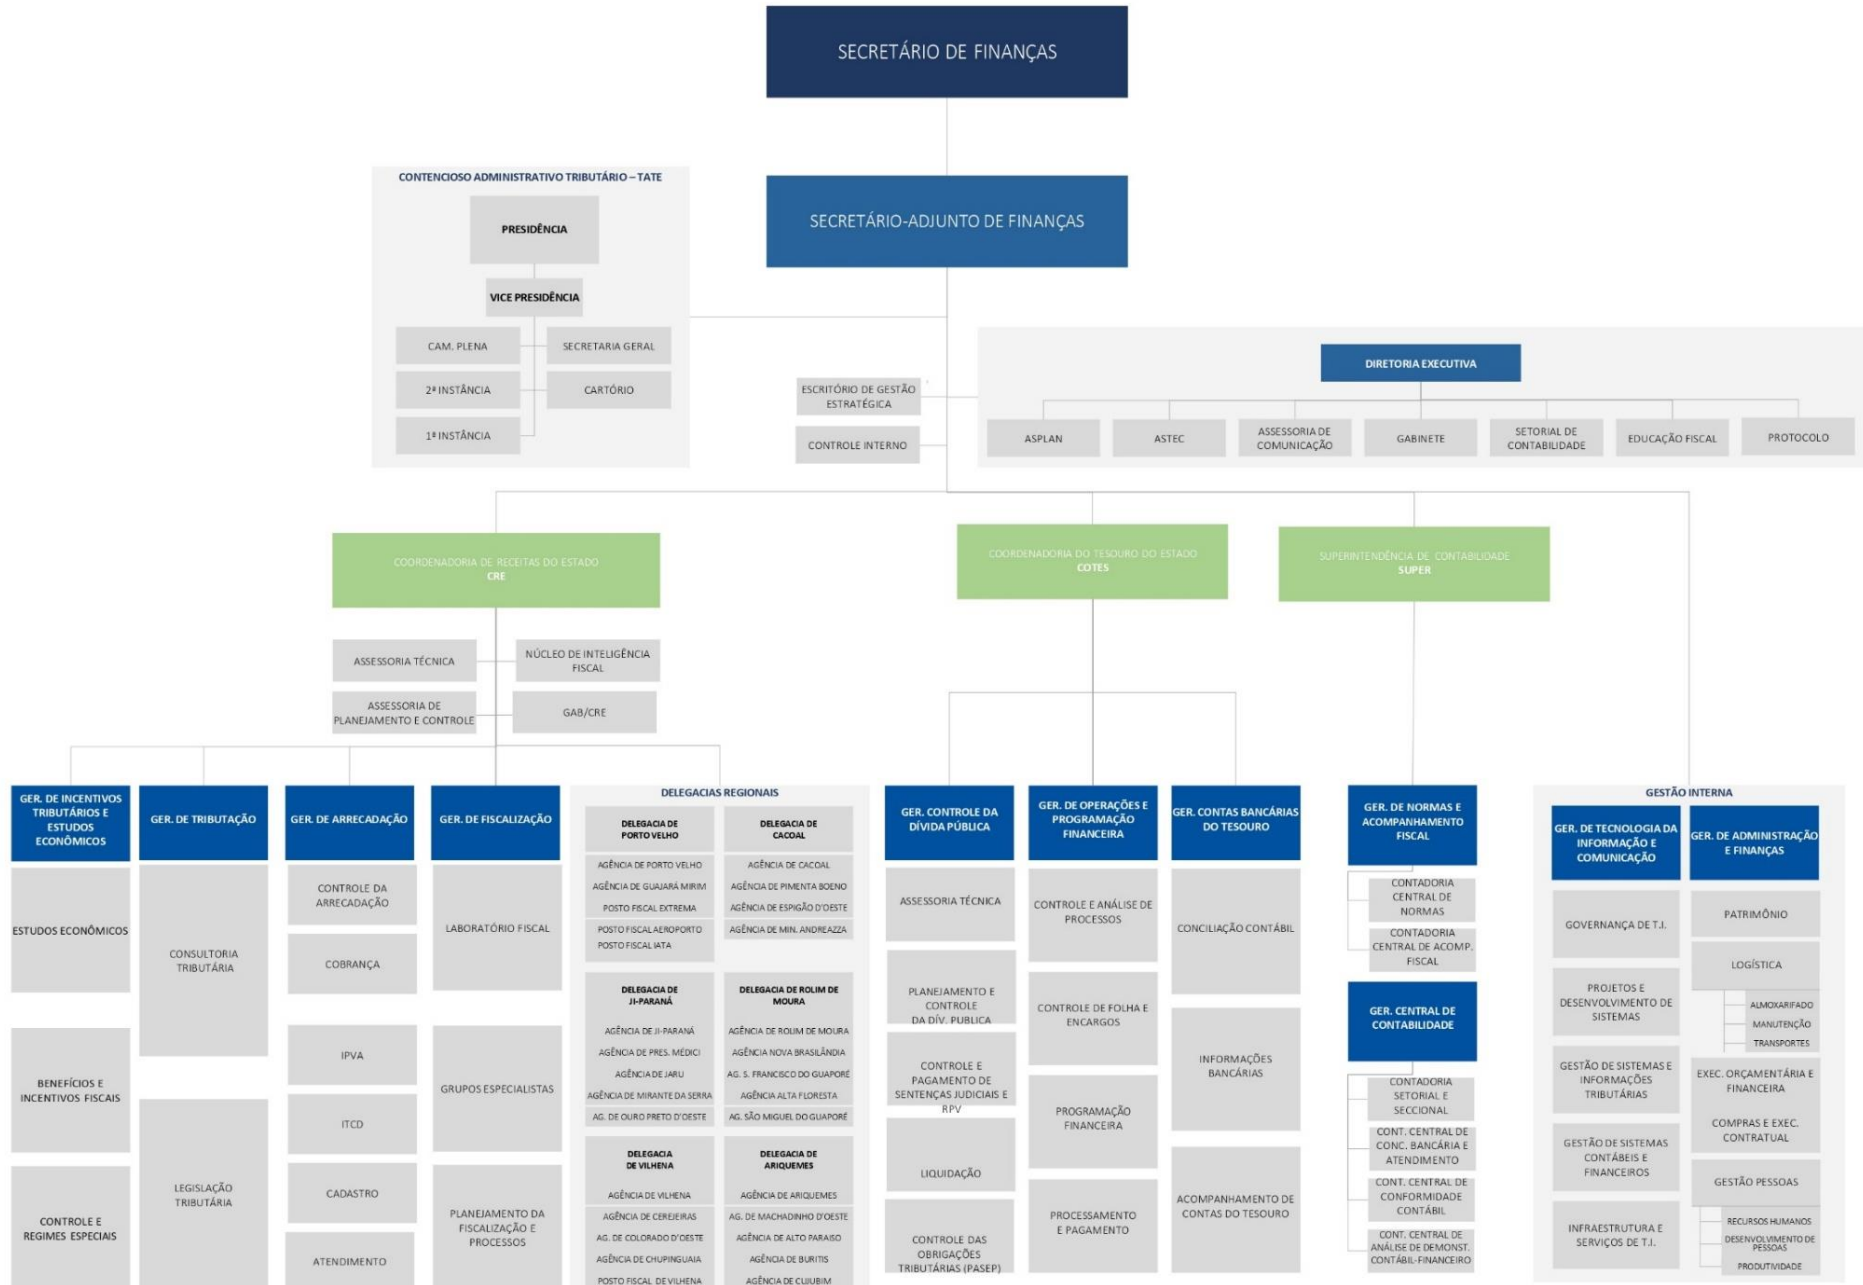 SECRETÁRIO DE FINANÇAS
CONTENCIOSO ADMINISTRATIVO TRIBUTÁRIO – TATE
PRESIDÊNCIA
VICE PRESIDÊNCIA
CAM. PLENA
SECRETARIA GERAL
2ª INSTÂNCIA
CARTÓRIO
1ª INSTÂNCIA
SECRETÁRIO-ADJUNTO DE FINANÇAS
ESCRITÓRIO DE GESTÃO
ESTRATÉGICA
CONTROLE INTERNO
DIRETORIA EXECUTIVA
ASPLAN
ASTEC
ASSESSORIA DE
COMUNICAÇÃO
GABINETE
SETORIAL DE
CONTABILIDADE
EDUCAÇÃO FISCAL
PROTOCOLO
COORDENADORIA DE RECEITAS DO ESTADO
CRE
COORDENADORIA DO TESOURO DO ESTADO
COTES
SUPERINTENDÊNCIA DE CONTABILIDADE
SUPER
ASSESSORIA TÉCNICA
NÚCLEO DE INTELIGÊNCIA
FISCAL
ASSESSORIA DE
PLANEJAMENTO E CONTROLE
GAB/CRE
GER. DE INCENTIVOS
TRIBUTÁRIOS E
ESTUDOS
ECONÔMICOS
ESTUDOS ECONÔMICOS
BENEFÍCIOS E
INCENTIVOS FISCAIS
CONTROLE E
REGIMES ESPECIAIS
GER. DE TRIBUTAÇÃO
CONSULTORIA
TRIBUTÁRIA
LEGISLAÇÃO
TRIBUTÁRIA
GER. DE ARRECADAÇÃO
CONTROLE DA
ARRECADAÇÃO
COBRANÇA
IPVA
ITCD
CADASTRO
ATENDIMENTO
GER. DE FISCALIZAÇÃO
LABORATÓRIO FISCAL
GRUPOS ESPECIALISTAS
PLANEJAMENTO DA
FISCALIZAÇÃO E
PROCESSOS
DELEGACIAS REGIONAIS
DELEGACIA DE
PORTO VELHO
AGÊNCIA DE PORTO VELHO
AGÊNCIA DE GUAJARÁ MIRIM
POSTO FISCAL EXTREMA
POSTO FISCAL AEROPORTO
POSTO FISCAL IATA
DELEGACIA DE
CACOAL
AGÊNCIA DE CACOAL
AGÊNCIA DE PIMENTA BOENO
AGÊNCIA DE ESPIGÃO D'OESTE
AGÊNCIA DE MIN. ANDREAZZA
DELEGACIA DE
JI-PARANÁ
AGÊNCIA DE JI-PARANÁ
AGÊNCIA DE PRES. MÉDICI
AGÊNCIA DE JARU
AGÊNCIA DE MIRANTE DA SERRA
AG. DE OURO PRETO D'OESTE
DELEGACIA DE ROLIM DE
MOURA
AGÊNCIA DE ROLIM DE MOURA
AGÊNCIA NOVA BRASILÂNDIA
AG. S. FRANCISCO DO GUAPORÉ
AGÊNCIA ALTA FLORESTA
AG. SÃO MIGUEL DO GUAPORÉ
DELEGACIA
DE VILHENA
AGÊNCIA DE VILHENA
AGÊNCIA DE CEREJEIRAS
AG. DE COLORADO D'OESTE
AGÊNCIA DE CHUPINGUAIA
POSTO FISCAL DE VILHENA
DELEGACIA DE
ARIQUEMES
AGÊNCIA DE ARIQUEMES
AG. DE MACHADINHO D'OESTE
AGÊNCIA DE ALTO PARAISO
AGÊNCIA DE BURITIS
AGÊNCIA DE CUJUBIM
GER. CONTROLE DA
DÍVIDA PÚBLICA
ASSESSORIA TÉCNICA
PLANEJAMENTO E
CONTROLE
DA DÍV. PUBLICA
CONTROLE E
PAGAMENTO DE
SENTENÇAS JUDICIAIS E
RPV
LIQUIDAÇÃO
CONTROLE DAS
OBRIGAÇÕES
TRIBUTÁRIAS (PASEP)
GER. DE OPERAÇÕES E
PROGRAMAÇÃO
FINANCEIRA
CONTROLE E ANÁLISE DE
PROCESSOS
CONTROLE DE FOLHA E
ENCARGOS
PROGRAMAÇÃO
FINANCEIRA
PROCESSAMENTO
E PAGAMENTO
GER. CONTAS BANCÁRIAS
DO TESOURO
CONCILIAÇÃO CONTÁBIL
INFORMAÇÕES
BANCÁRIAS
ACOMPANHAMENTO DE
CONTAS DO TESOURO
GER. DE NORMAS E
ACOMPANHAMENTO
FISCAL
CONTADORIA
CENTRAL DE
NORMAS
CONTADORIA
CENTRAL DE ACOMP.
FISCAL
GER. CENTRAL DE
CONTABILIDADE
CONTADORIA
SETORIAL E
SECCIONAL
CONT. CENTRAL DE
CONC. BANCÁRIA E
ATENDIMENTO
CONT. CENTRAL DE
CONFORMIDADE
CONTÁBIL
CONT. CENTRAL DE
ANÁLISE DE DEMONST.
CONTÁBIL-FINANCEIRO
GESTÃO INTERNA
GER. DE TECNOLOGIA DA
INFORMAÇÃO E
COMUNICAÇÃO
GOVERNANÇA DE T.I.
PROJETOS E
DESENVOLVIMENTO DE
SISTEMAS
GESTÃO DE SISTEMAS E
INFORMAÇÕES
TRIBUTÁRIAS
GESTÃO DE SISTEMAS
CONTÁBEIS E
FINANCEIROS
INFRAESTRUTURA E
SERVIÇOS DE T.I.
GER. DE ADMINISTRAÇÃO
E FINANÇAS
PATRIMÔNIO
LOGÍSTICA
ALMOXARIFADO
MANUTENÇÃO
TRANSPORTES
EXEC. ORÇAMENTÁRIA E
FINANCEIRA
COMPRAS E EXEC.
CONTRATUAL
GESTÃO PESSOAS
RECURSOS HUMANOS
DESENVOLVIMENTO DE
PESSOAS
PRODUTIVIDADE